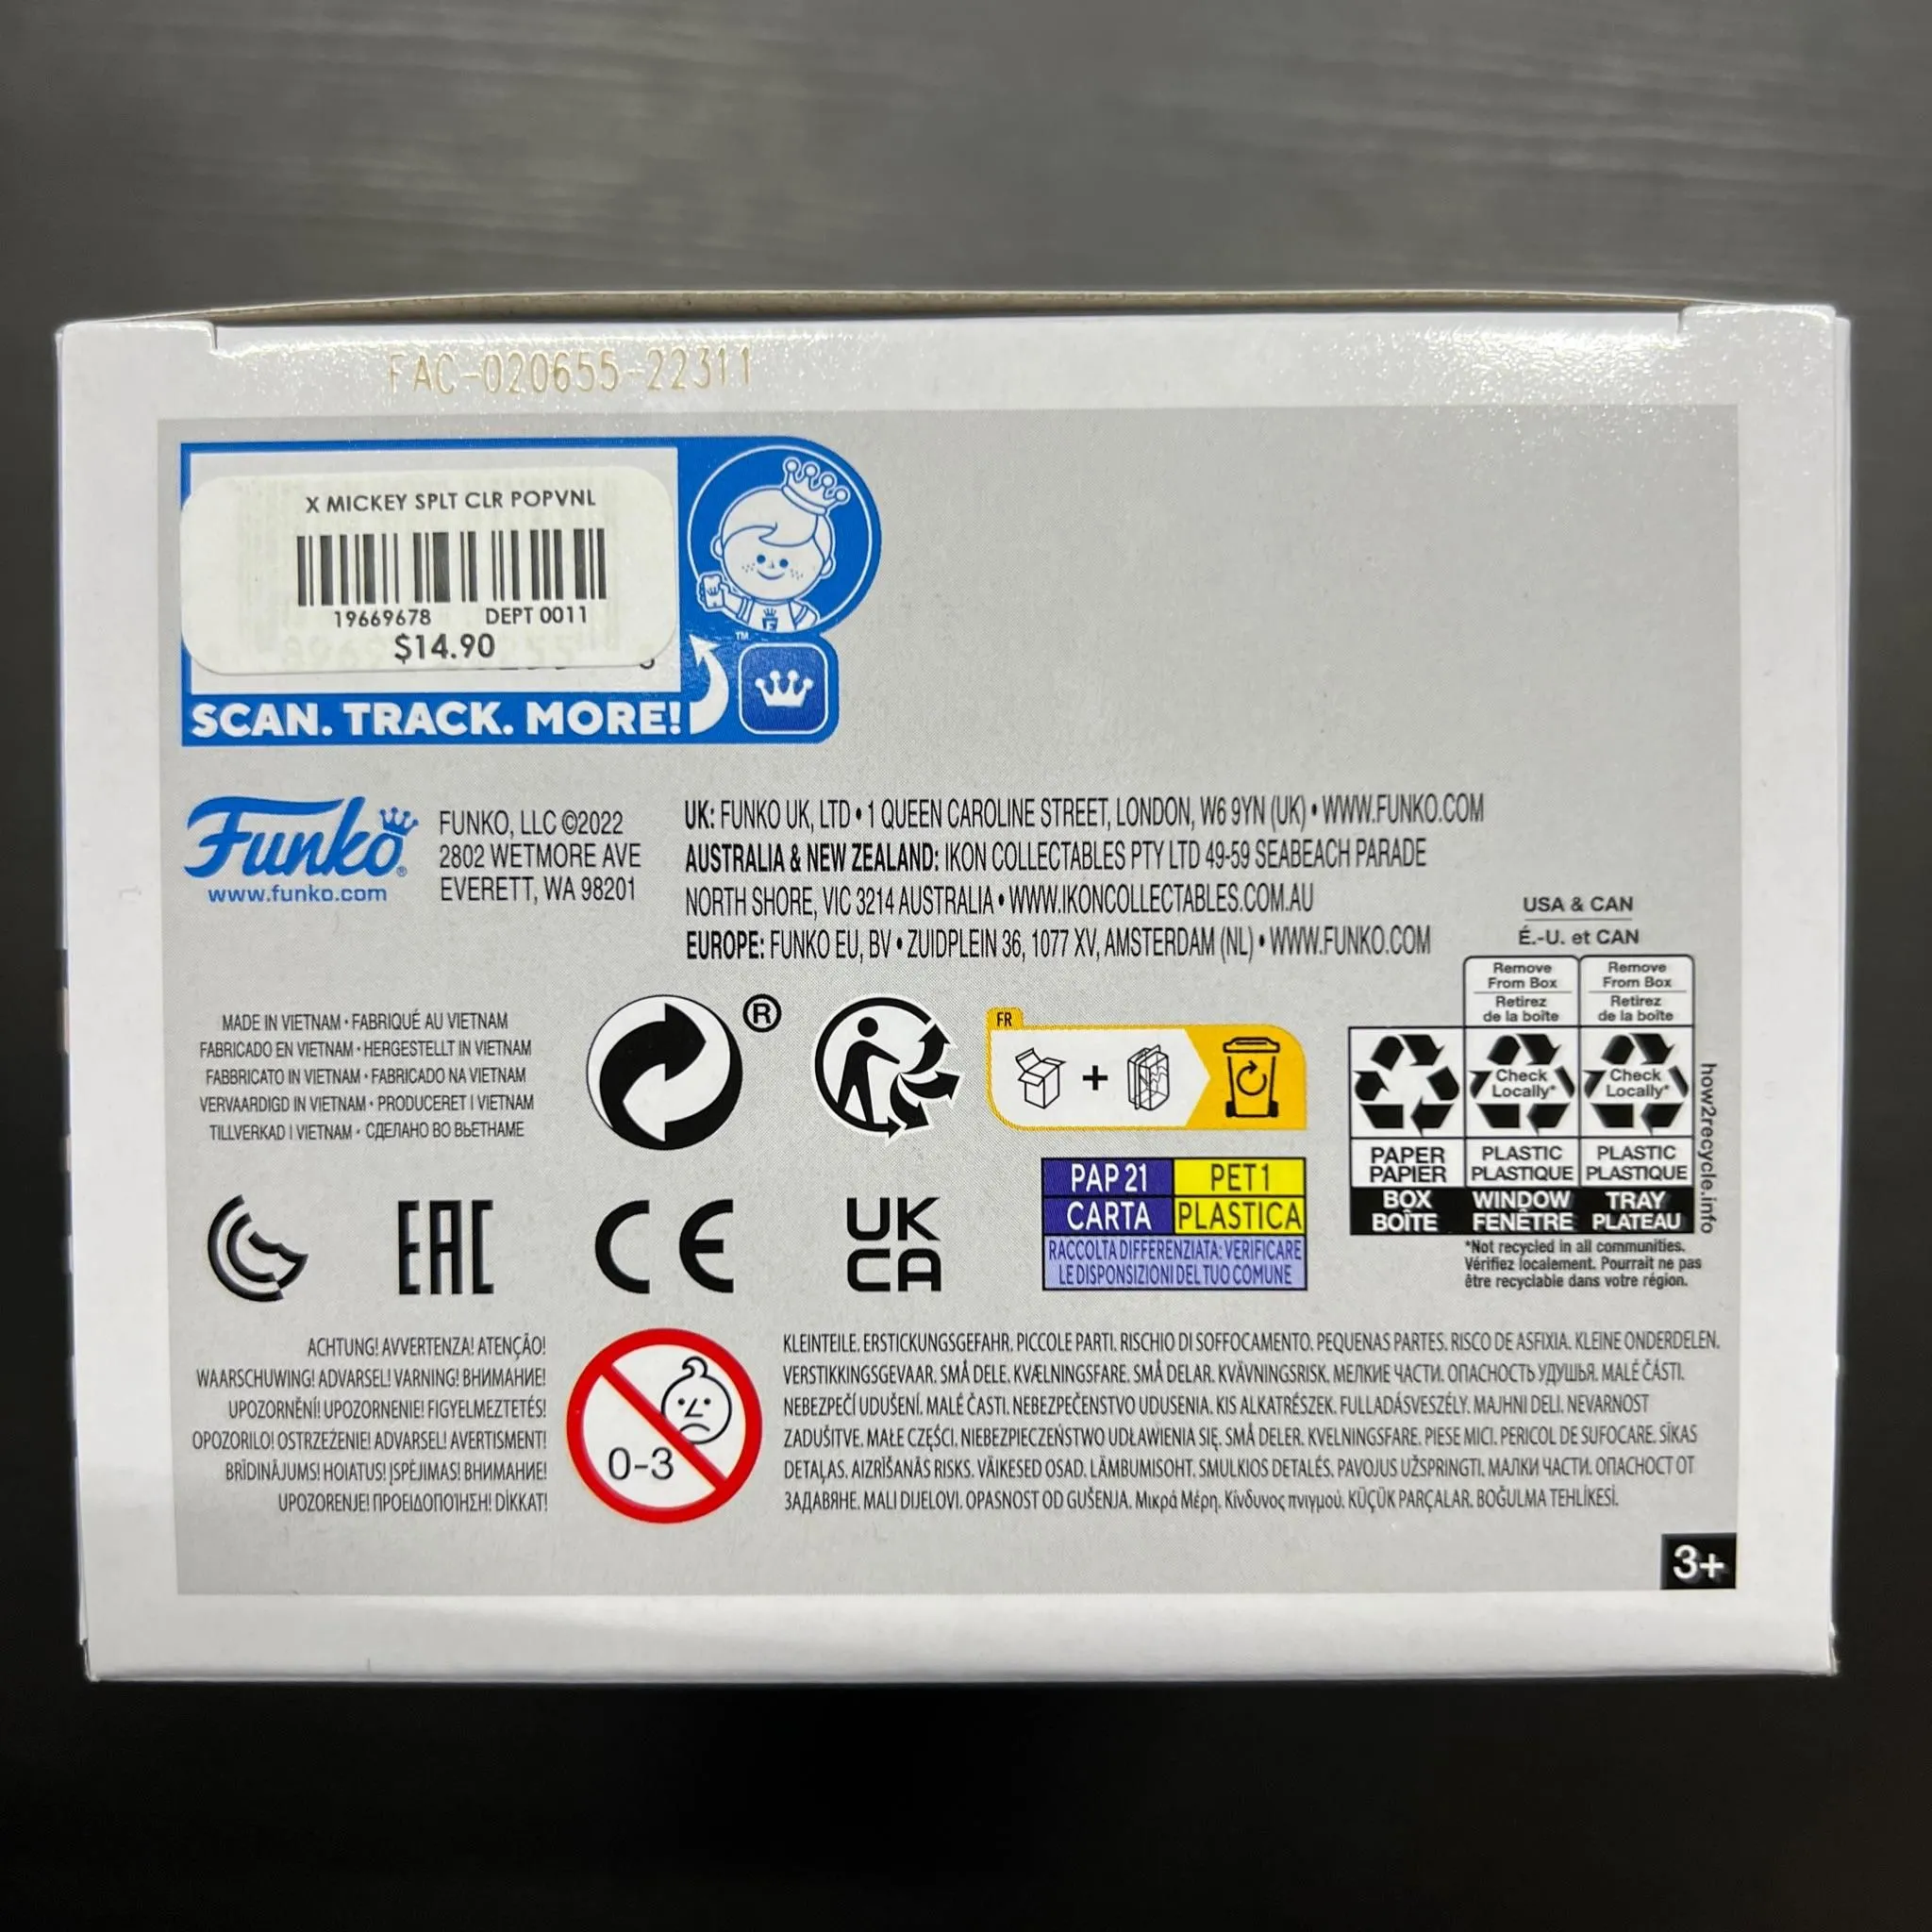 FAC-020655-22311
X MICKEY SPLT CLR POPVNL
19669678 DEPT 0011
$14.90
SCAN. TRACK. MORE!
™
Funko®
www.funko.com
FUNKO, LLC ©2022
2802 WETMORE AVE
EVERETT, WA 98201
UK: FUNKO UK, LTD • 1 QUEEN CAROLINE STREET, LONDON, W6 9YN (UK) • WWW.FUNKO.COM
AUSTRALIA & NEW ZEALAND: IKON COLLECTABLES PTY LTD 49-59 SEABEACH PARADE
NORTH SHORE, VIC 3214 AUSTRALIA • WWW.IKONCOLLECTABLES.COM.AU
EUROPE: FUNKO EU, BV • ZUIDPLEIN 36, 1077 XV, AMSTERDAM (NL) • WWW.FUNKO.COM
MADE IN VIETNAM • FABRIQUÉ AU VIETNAM
FABRICADO EN VIETNAM • HERGESTELLT IN VIETNAM
FABBRICATO IN VIETNAM • FABRICADO NA VIETNAM
VERVAARDIGD IN VIETNAM • PRODUCERET I VIETNAM
TILLVERKAD I VIETNAM • СДЕЛАНО ВО ВЬЕТНАМЕ
®
FR
+
USA & CAN
É.-U. et CAN
Remove
From Box
Retirez
de la boîte
Remove
From Box
Retirez
de la boîte
Check
Locally*
Check
Locally*
PAPER
PAPIER
PLASTIC
PLASTIQUE
PLASTIC
PLASTIQUE
BOX
BOÎTE
WINDOW
FENÊTRE
TRAY
PLATEAU
how2recycle.info
*Not recycled in all communities.
Vérifiez localement. Pourrait ne pas
être recyclable dans votre région.
EAC
CE
UK
CA
PAP 21
CARTA
PET1
PLASTICA
RACCOLTA DIFFERENZIATA: VERIFICARE
LE DISPONSIZIONI DEL TUO COMUNE
ACHTUNG! AVVERTENZA! ATENÇÃO!
WAARSCHUWING! ADVARSEL! VARNING! ВНИМАНИЕ!
UPOZORNĚNÍ! UPOZORNENIE! FIGYELMEZTETÉS!
OPOZORILO! OSTRZEŻENIE! ADVARSEL! AVERTISMENT!
BRĪDINĀJUMS! HOIATUS! ĮSPĖJIMAS! ВНИМАНИЕ!
UPOZORENJE! ΠΡΟΕΙΔΟΠΟΊΗΣΗ! DİKKAT!
0-3
KLEINTEILE. ERSTICKUNGSGEFAHR. PICCOLE PARTI. RISCHIO DI SOFFOCAMENTO. PEQUENAS PARTES. RISCO DE ASFIXIA. KLEINE ONDERDELEN.
VERSTIKKINGSGEVAAR. SMÅ DELE. KVÆLNINGSFARE. SMÅ DELAR. KVÄVNINGSRISK. МЕЛКИЕ ЧАСТИ. ОПАСНОСТЬ УДУШЬЯ. MALÉ ČÁSTI.
NEBEZPEČÍ UDUŠENÍ. MALÉ ČASTI. NEBEZPEČENSTVO UDUSENIA. KIS ALKATRÉSZEK. FULLADÁSVESZÉLY. MAJHNI DELI. NEVARNOST
ZADUŠITVE. MAŁE CZĘŚCI. NIEBEZPIECZEŃSTWO UDŁAWIENIA SIĘ. SMÅ DELER. KVELNINGSFARE. PIESE MICI. PERICOL DE SUFOCARE. SĪKAS
DETAĻAS. AIZRĪŠANĀS RISKS. VÄIKESED OSAD. LÄMBUMISOHT. SMULKIOS DETALĖS. PAVOJUS UŽSPRINGTI. МАЛКИ ЧАСТИ. ОПАСНОСТ ОТ
ЗАДАВЯНЕ. MALI DIJELOVI. OPASNOST OD GUŠENJA. Μικρά Μέρη. Κίνδυνος πνιγμού. KÜÇÜK PARÇALAR. BOĞULMA TEHLİKESİ.
3+